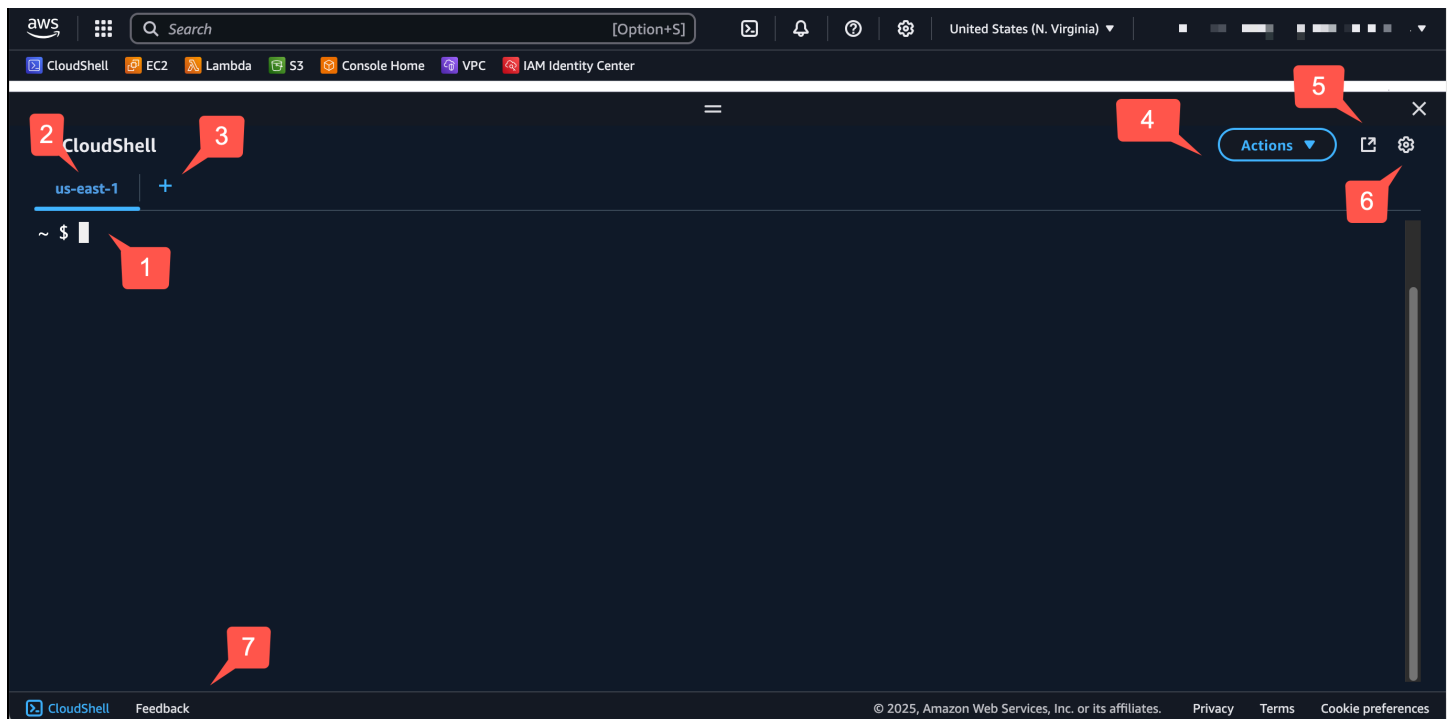 aws Search [Option+S] United States (N. Virginia)
CloudShell EC2 Lambda S3 Console Home VPC IAM Identity Center
5
4
2 CloudShell 3 Actions
us-east-1 +
6
~ $
1
7
CloudShell Feedback © 2025, Amazon Web Services, Inc. or its affiliates. Privacy Terms Cookie preferences